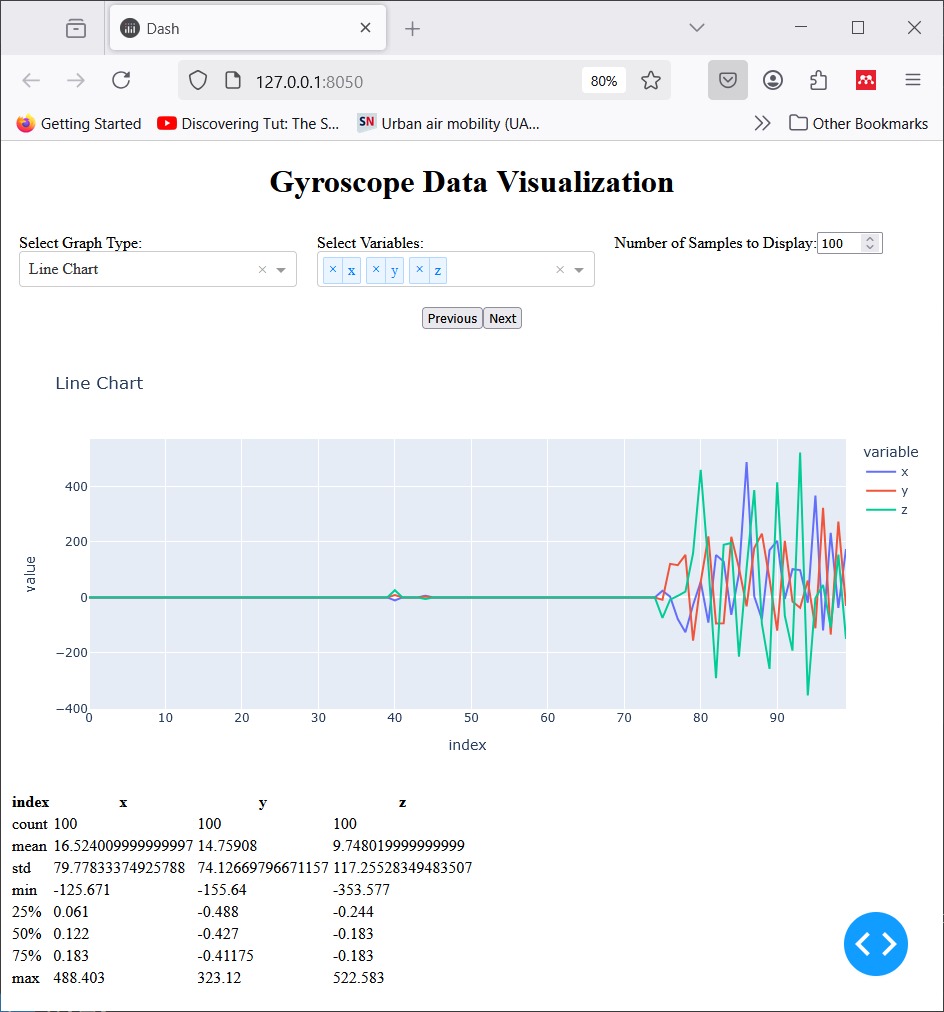 Dash
127.0.0.1:8050
80%
Getting Started Discovering Tut: The S... SN Urban air mobility (UA... Other Bookmarks
Gyroscope Data Visualization
Select Graph Type: Select Variables: Number of Samples to Display: 100
Line Chart × × x × y × z ×
Previous Next
Line Chart
variable
x
y
z
value
400
200
0
−200
−400
0 10 20 30 40 50 60 70 80 90
index
index x y z
count 100 100 100
mean 16.524009999999997 14.75908 9.748019999999999
std 79.77833374925788 74.12669796671157 117.25528349483507
min -125.671 -155.64 -353.577
25% 0.061 -0.488 -0.244
50% 0.122 -0.427 -0.183
75% 0.183 -0.41175 -0.183
max 488.403 323.12 522.583